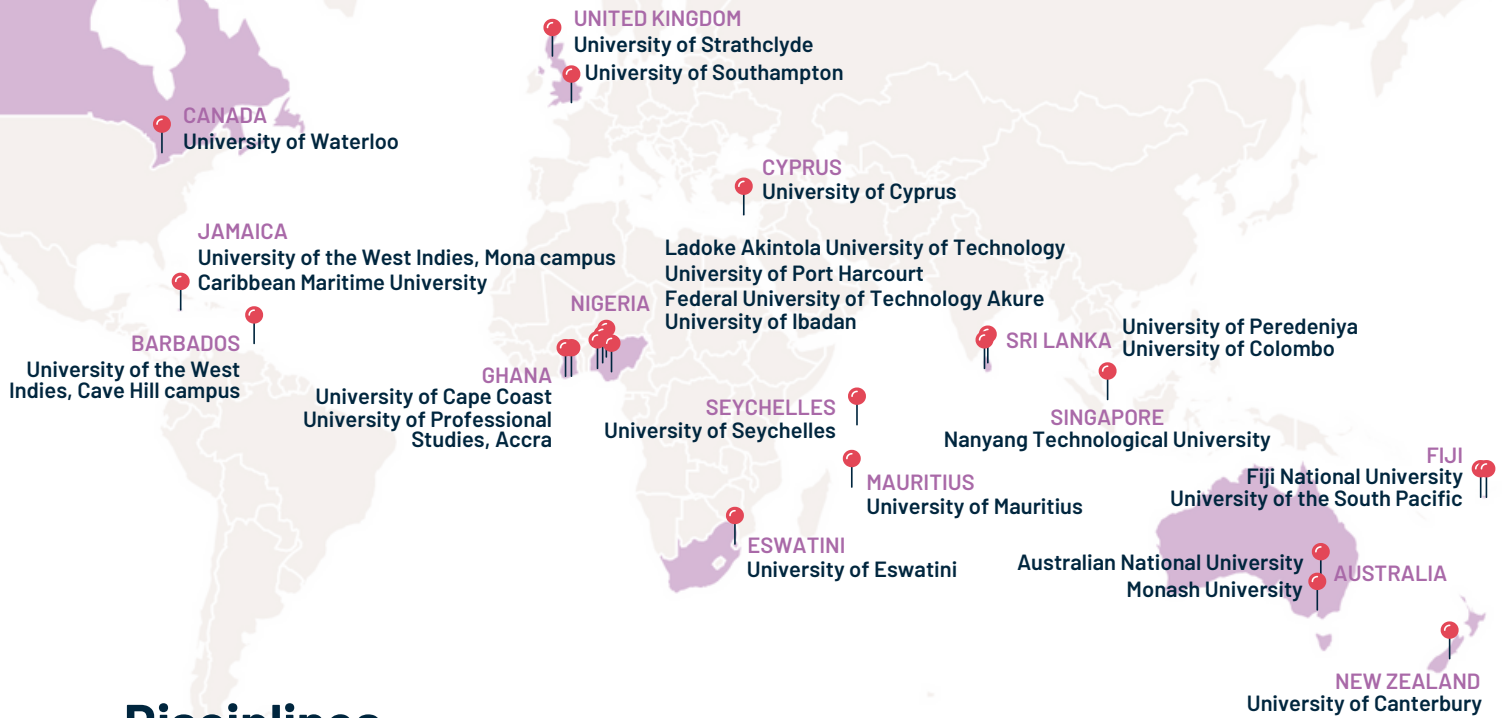 UNITED KINGDOM
University of Strathclyde
University of Southampton
CANADA
University of Waterloo
CYPRUS
University of Cyprus
JAMAICA
University of the West Indies, Mona campus
Caribbean Maritime University
NIGERIA
Ladoke Akintola University of Technology
University of Port Harcourt
Federal University of Technology Akure
University of Ibadan
BARBADOS
University of the West
Indies, Cave Hill campus
GHANA
University of Cape Coast
University of Professional
Studies, Accra
SRI LANKA
University of Peredeniya
University of Colombo
SEYCHELLES
University of Seychelles
SINGAPORE
Nanyang Technological University
MAURITIUS
University of Mauritius
FIJI
Fiji National University
University of the South Pacific
ESWATINI
University of Eswatini
AUSTRALIA
Australian National University
Monash University
NEW ZEALAND
University of Canterbury
Disciplines